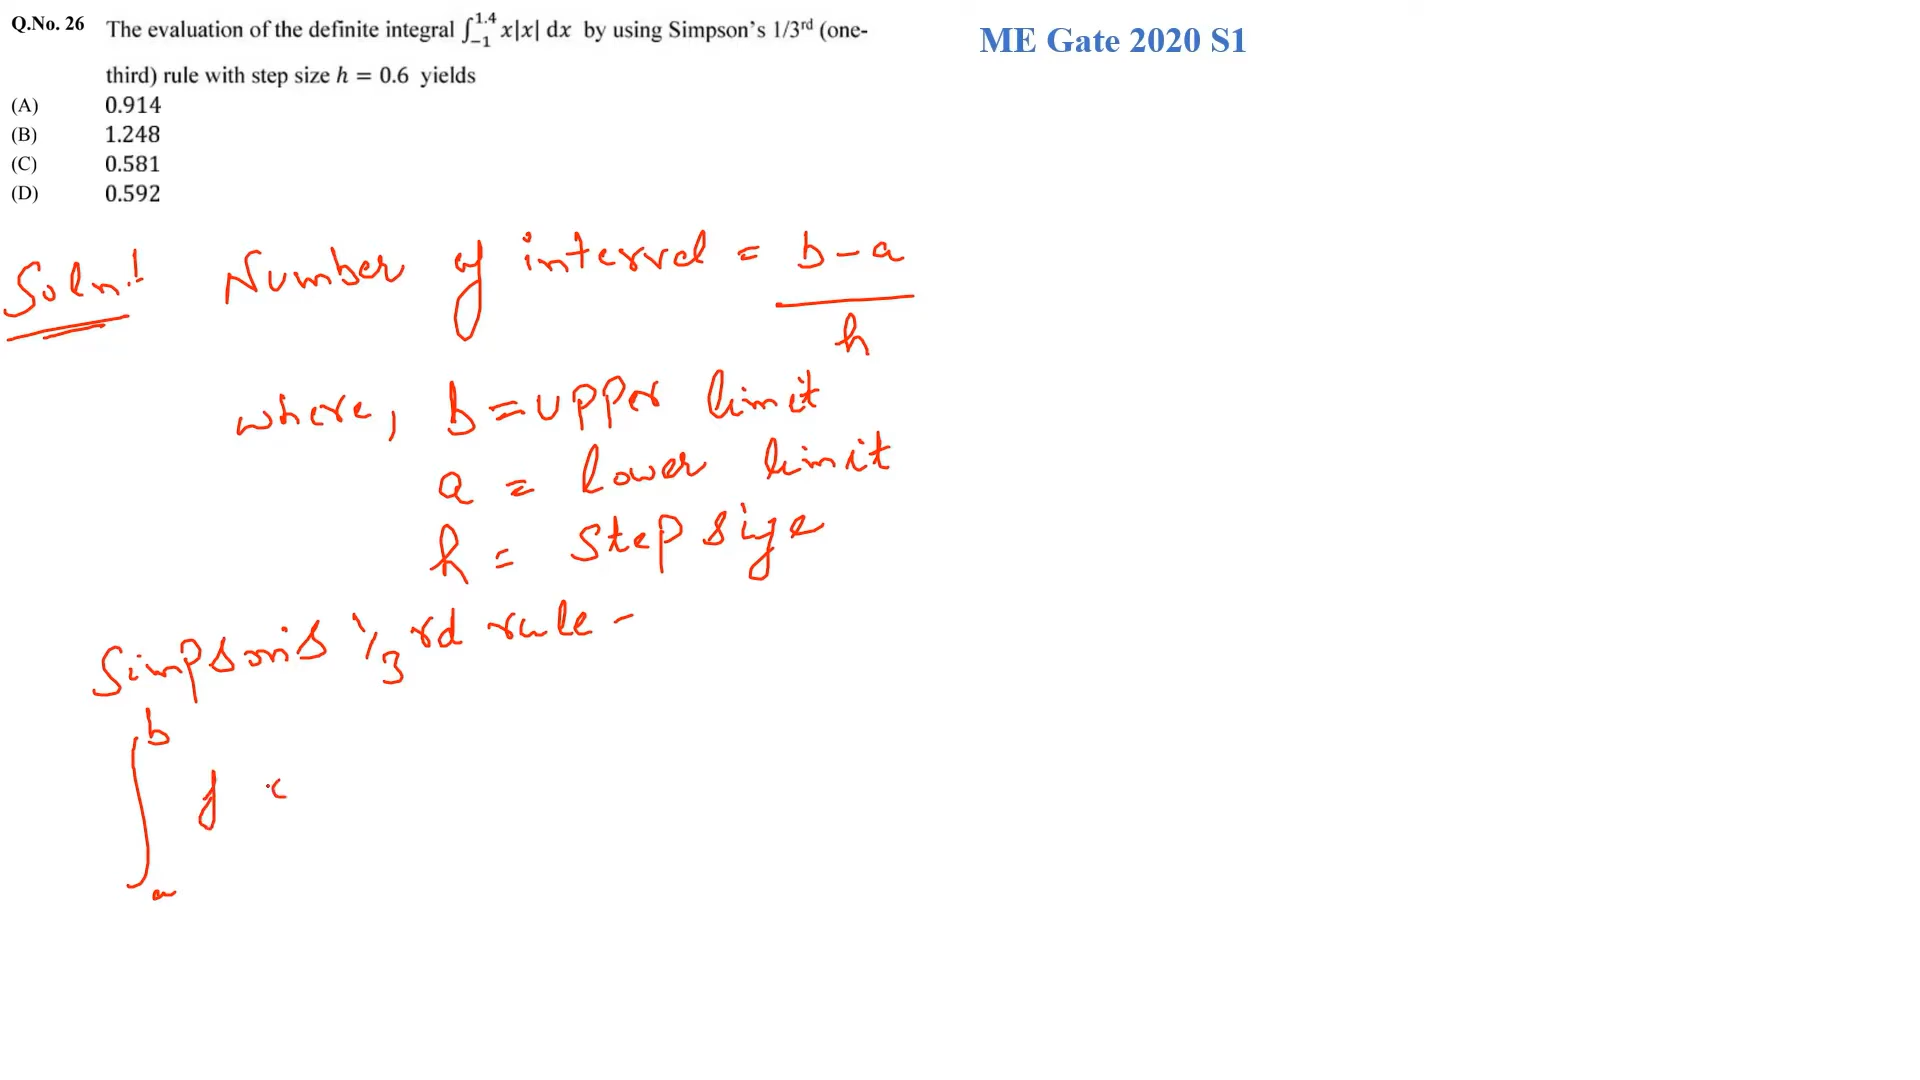 Q.No. 26 The evaluation of the definite integral ∫₋₁^1.4 x|x| dx by using Simpson's 1/3rd (one-
third) rule with step size h = 0.6 yields
(A) 0.914
(B) 1.248
(C) 0.581
(D) 0.592
ME Gate 2020 S1
Soln! Number of interval = b-a
h
where, b = upper limit
a = lower limit
h = step size
Simpson's 1/3 rd rule -
b
∫ f
a